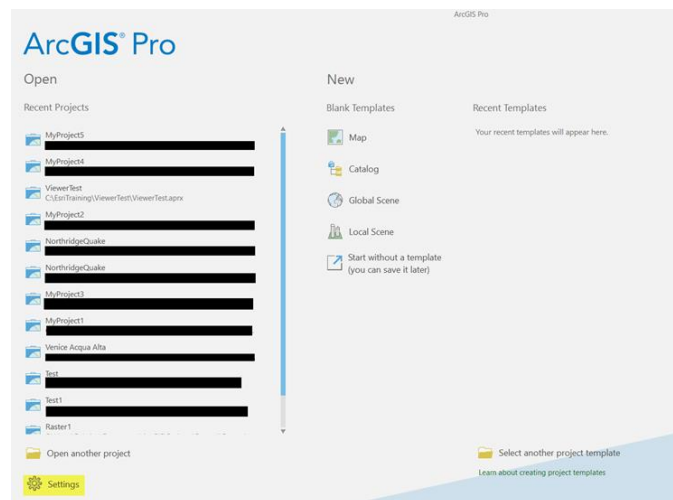 ArcGIS Pro
ArcGIS® Pro
Open
New
Recent Projects
Blank Templates
Recent Templates
MyProject5
MyProject4
ViewerTest
C:\EsriTraining\ViewerTest\ViewerTest.aprx
MyProject2
NorthridgeQuake
NorthridgeQuake
MyProject3
MyProject1
Venice Acqua Alta
Test
Test1
Raster1
Map
Catalog
Global Scene
Local Scene
Start without a template
(you can save it later)
Your recent templates will appear here.
Open another project
Settings
Select another project template
Learn about creating project templates